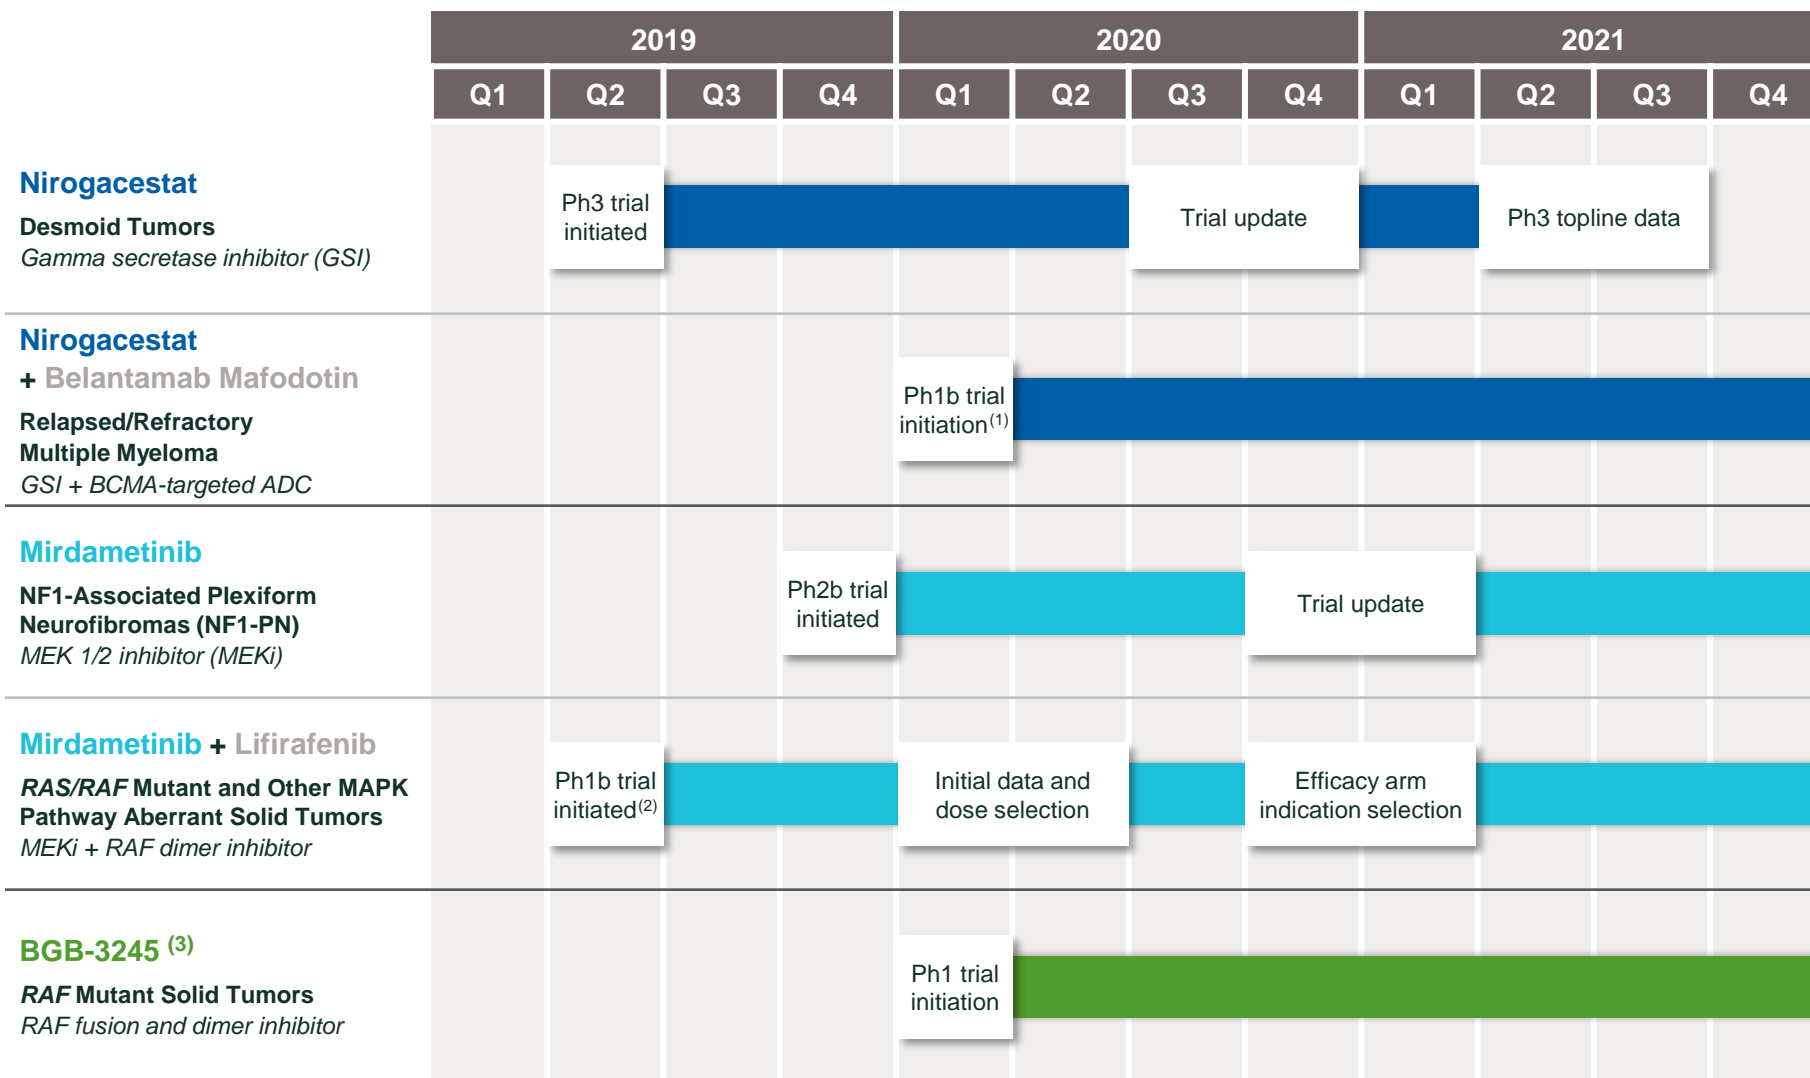 2019 2020 2021
Q1 Q2 Q3 Q4 Q1 Q2 Q3 Q4 Q1 Q2 Q3 Q4
Nirogacestat
Desmoid Tumors
Gamma secretase inhibitor (GSI)
Ph3 trial
initiated
Trial update
Ph3 topline data
Nirogacestat
+ Belantamab Mafodotin
Relapsed/Refractory
Multiple Myeloma
GSI + BCMA-targeted ADC
Ph1b trial
initiation(1)
Mirdametinib
NF1-Associated Plexiform
Neurofibromas (NF1-PN)
MEK 1/2 inhibitor (MEKi)
Ph2b trial
initiated
Trial update
Mirdametinib + Lifirafenib
RAS/RAF Mutant and Other MAPK
Pathway Aberrant Solid Tumors
MEKi + RAF dimer inhibitor
Ph1b trial
initiated(2)
Initial data and
dose selection
Efficacy arm
indication selection
BGB-3245 (3)
RAF Mutant Solid Tumors
RAF fusion and dimer inhibitor
Ph1 trial
initiation